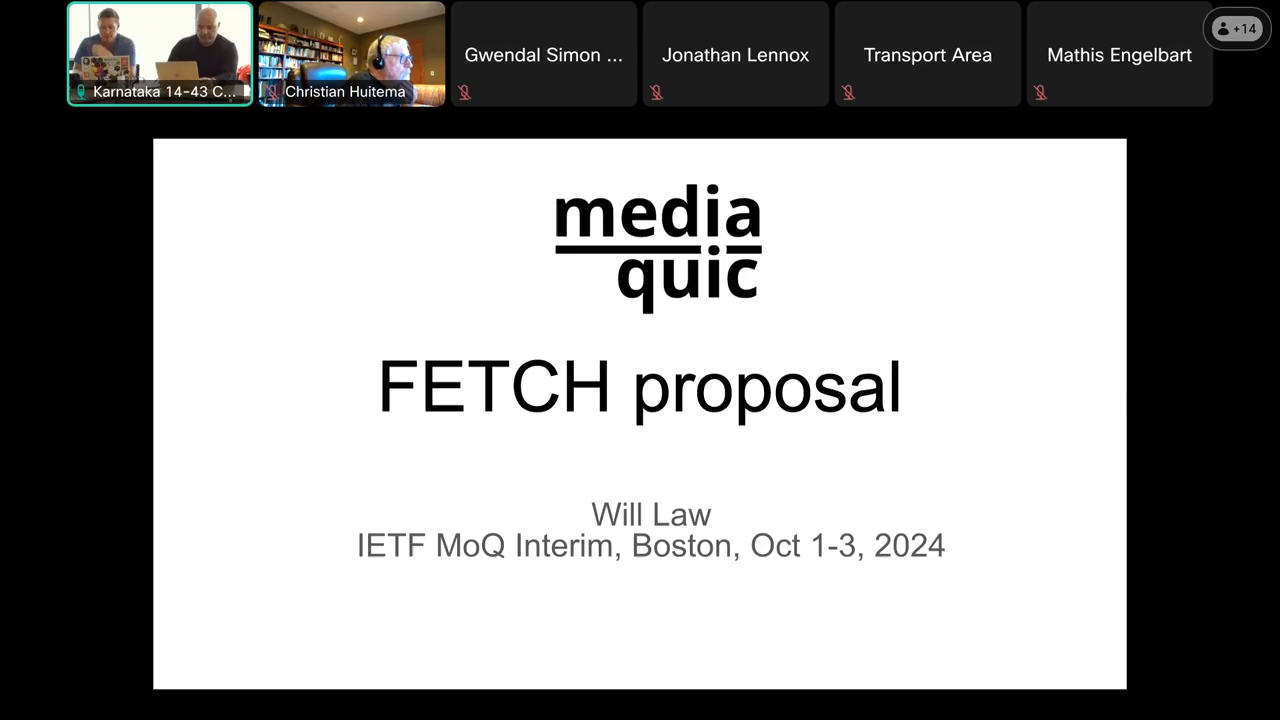 Karnataka 14-43 C...
Christian Huitema
Gwendal Simon ...
Jonathan Lennox
Transport Area
Mathis Engelbart
+14
media
quic
FETCH proposal
Will Law
IETF MoQ Interim, Boston, Oct 1-3, 2024